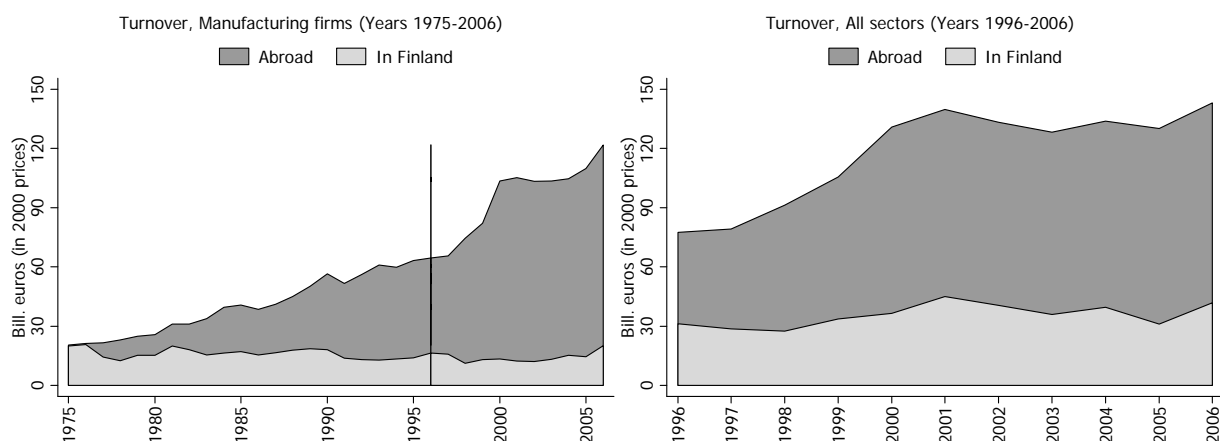 Turnover, Manufacturing firms (Years 1975-2006)
Abroad In Finland
Bill. euros (in 2000 prices)
0 30 60 90 120 150
1975 1980 1985 1990 1995 2000 2005
Turnover, All sectors (Years 1996-2006)
Abroad In Finland
Bill. euros (in 2000 prices)
0 30 60 90 120 150
1996 1997 1998 1999 2000 2001 2002 2003 2004 2005 2006